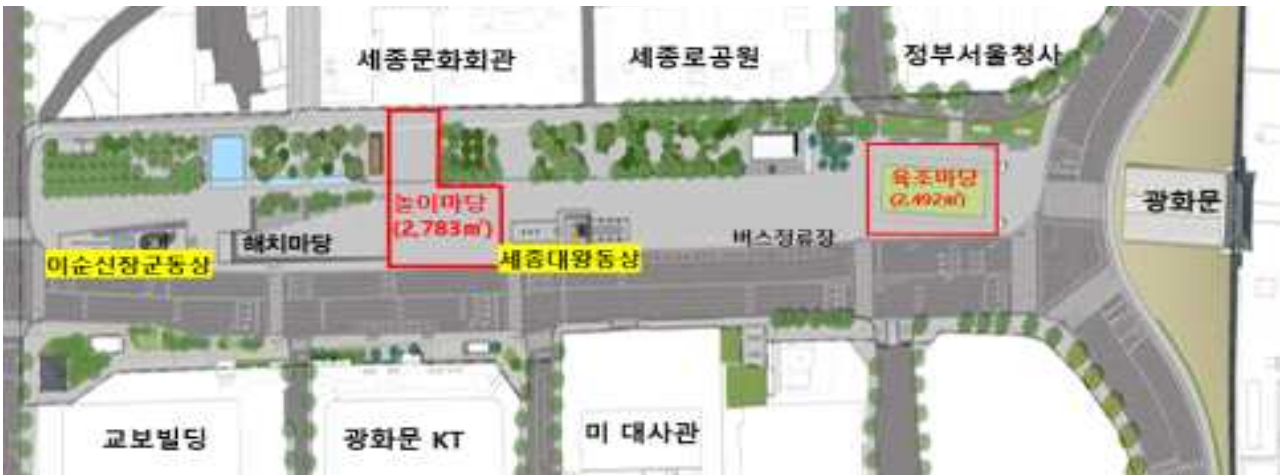 세종문화회관
세종로공원
정부서울청사
놀이마당
(2,783㎡)
육조마당
(2,492㎡)
광화문
이순신장군동상
해치마당
세종대왕동상
버스정류장
교보빌딩
광화문 KT
미 대사관